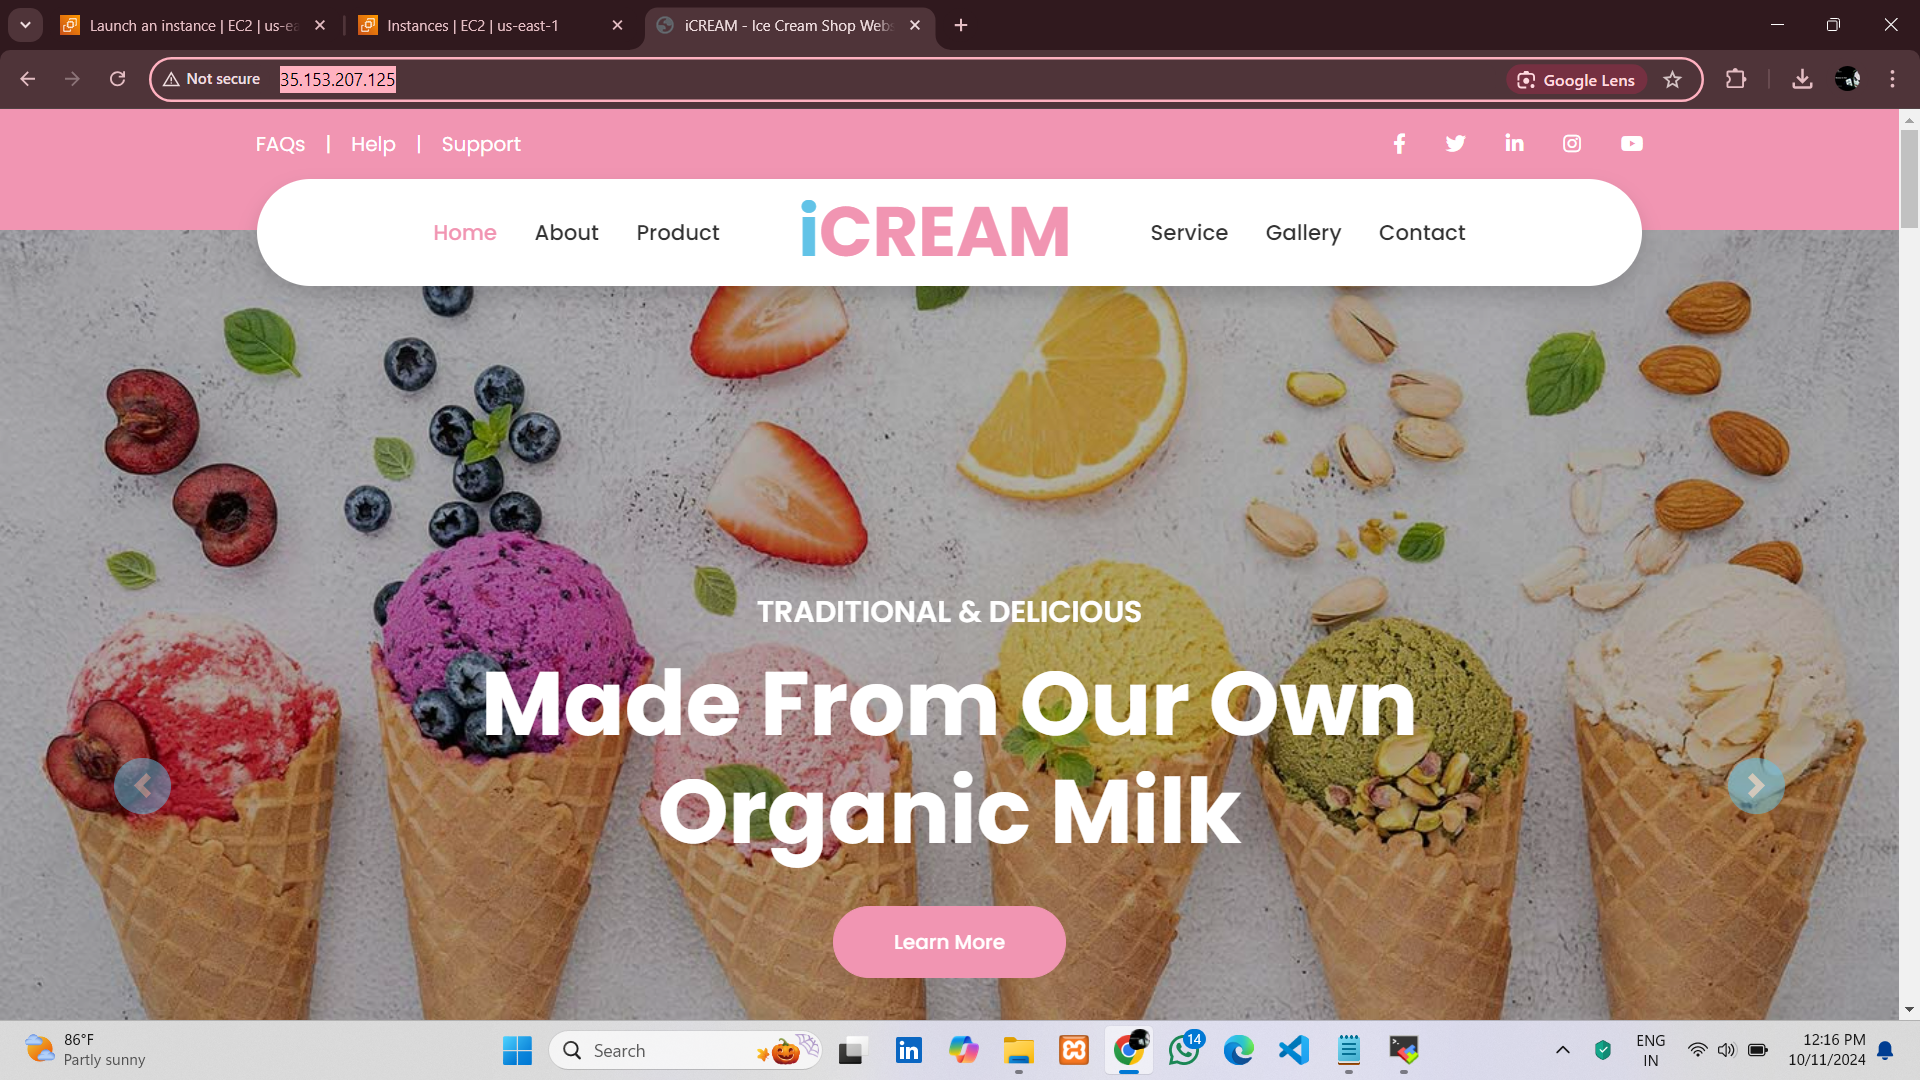 Launch an instance | EC2 | us-ea
Instances | EC2 | us-east-1
iCREAM - Ice Cream Shop Web
Not secure
35.153.207.125
Google Lens
FAQs | Help | Support
Home
About
Product
iCREAM
Service
Gallery
Contact
TRADITIONAL & DELICIOUS
Made From Our Own
Organic Milk
Learn More
86°F
Partly sunny
Search
14
ENG
IN
12:16 PM
10/11/2024